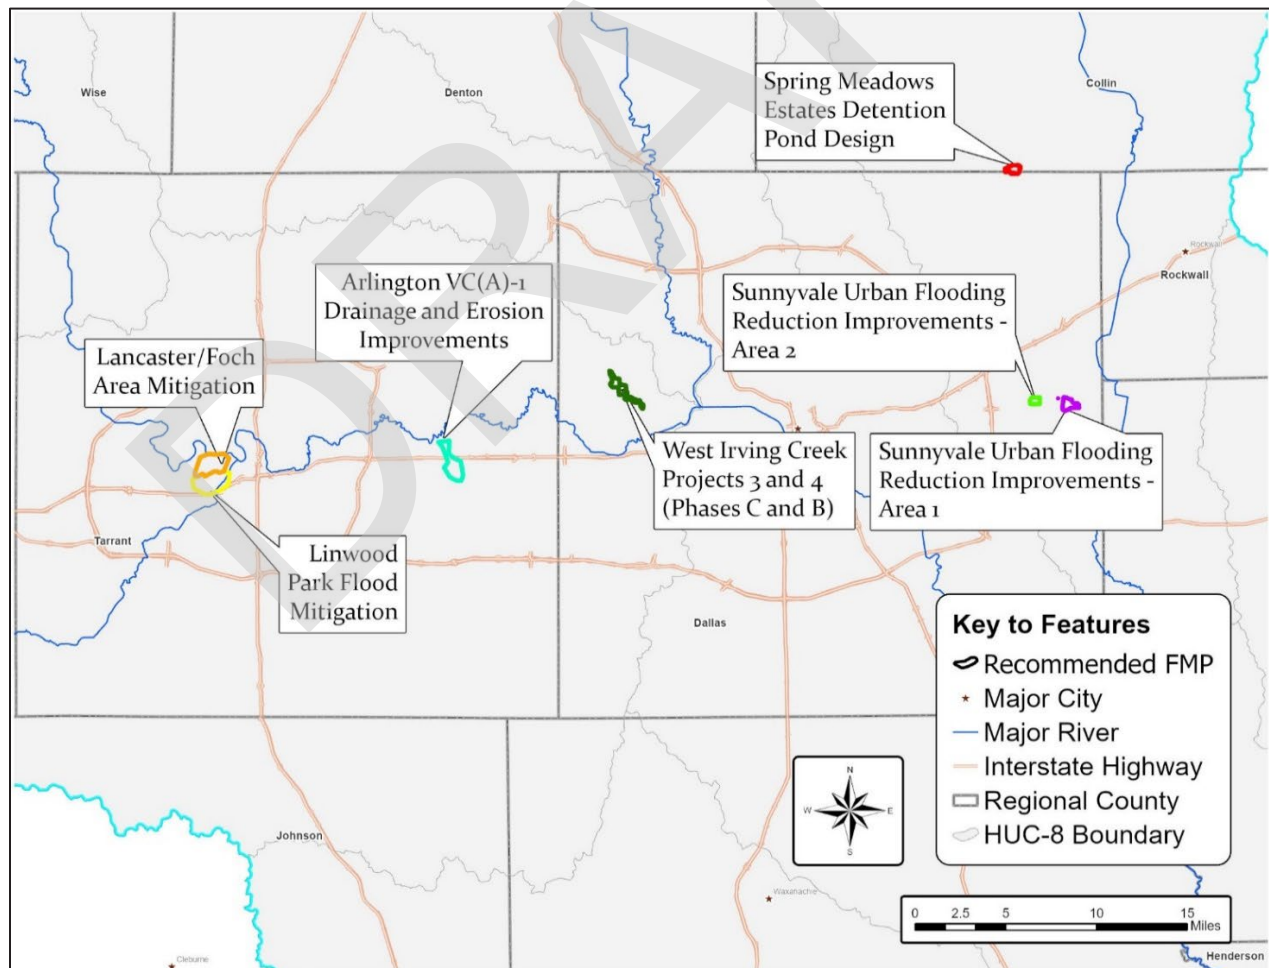 Wise
Denton
Collin
Spring Meadows
Estates Detention
Pond Design
Rockwall
Rockwall
Arlington VC(A)-1
Drainage and Erosion
Improvements
Sunnyvale Urban Flooding
Reduction Improvements -
Area 2
Lancaster/Foch
Area Mitigation
West Irving Creek
Projects 3 and 4
(Phases C and B)
Sunnyvale Urban Flooding
Reduction Improvements -
Area 1
Tarrant
Linwood
Park Flood
Mitigation
Dallas
Key to Features
Recommended FMP
Major City
Major River
Interstate Highway
Regional County
HUC-8 Boundary
N
W E
S
Johnson
Waxahachie
0 2.5 5 10 15
Miles
Cleburne
Henderson
DRA